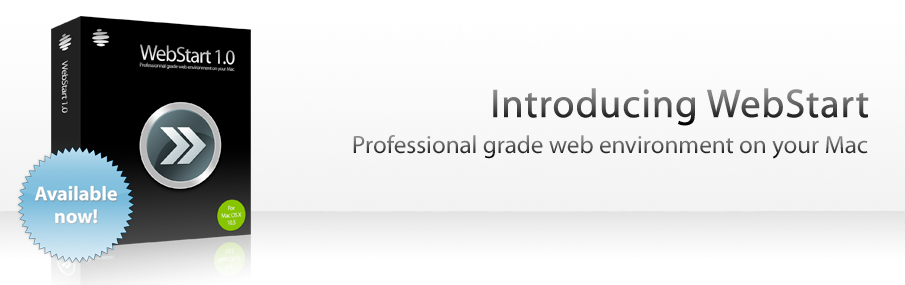 WebStart 1.0
WebStart 1.0
Professionnal grade web environment on your Mac
For
Mac OS X
10.5
Available
now!
Introducing WebStart
Professional grade web environment on your Mac